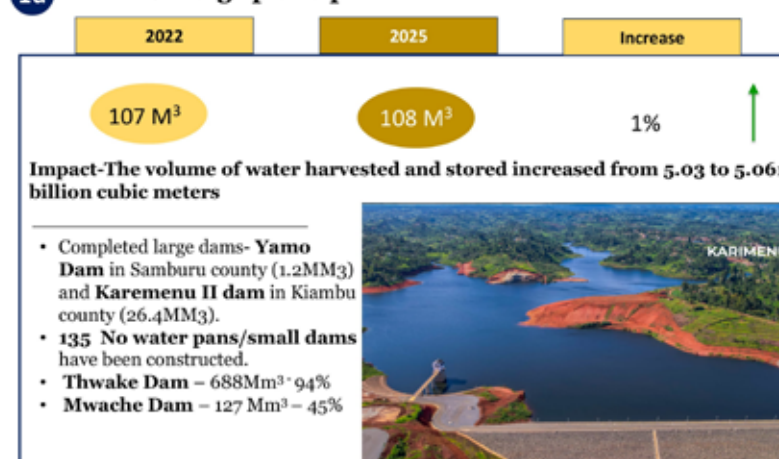 2022
2025
Increase
107 M³
108 M³
1%
Impact-The volume of water harvested and stored increased from 5.03 to 5.06
billion cubic meters
• Completed large dams- Yamo
Dam in Samburu county (1.2MM3)
and Karemenu II dam in Kiambu
county (26.4MM3).
• 135 No water pans/small dams
have been constructed.
• Thwake Dam – 688Mm³ - 94%
• Mwache Dam – 127 Mm³ – 45%
KARIMEN